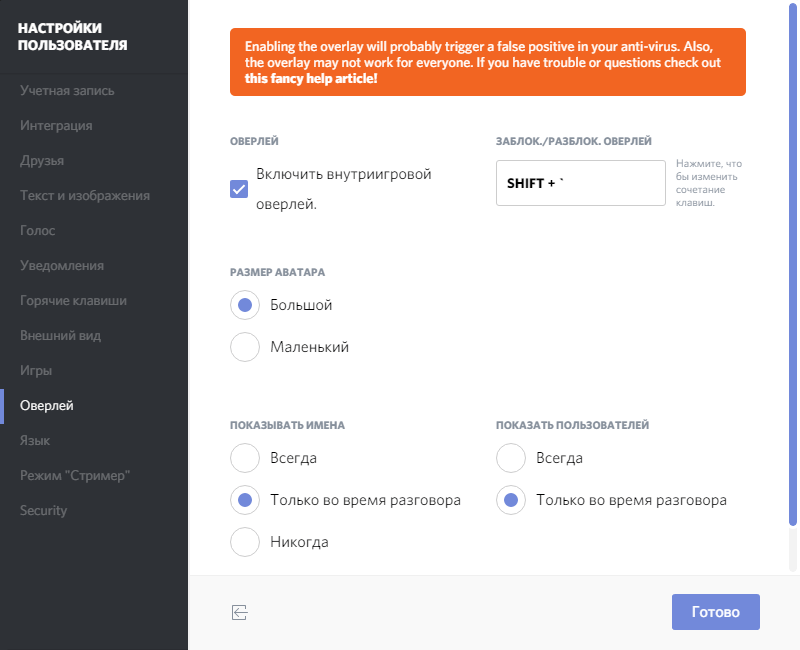 НАСТРОЙКИ
ПОЛЬЗОВАТЕЛЯ
Учетная запись
Интеграция
Друзья
Текст и изображения
Голос
Уведомления
Горячие клавиши
Внешний вид
Игры
Оверлей
Язык
Режим "Стример"
Security
Enabling the overlay will probably trigger a false positive in your anti-virus. Also,
the overlay may not work for everyone. If you have trouble or questions check out
this fancy help article!
ОВЕРЛЕЙ
Включить внутриигровой
оверлей.
ЗАБЛОК./РАЗБЛОК. ОВЕРЛЕЙ
SHIFT + `
Нажмите, что
бы изменить
сочетание
клавиш.
РАЗМЕР АВАТАРА
Большой
Маленький
ПОКАЗЫВАТЬ ИМЕНА
Всегда
Только во время разговора
Никогда
ПОКАЗАТЬ ПОЛЬЗОВАТЕЛЕЙ
Всегда
Только во время разговора
Готово